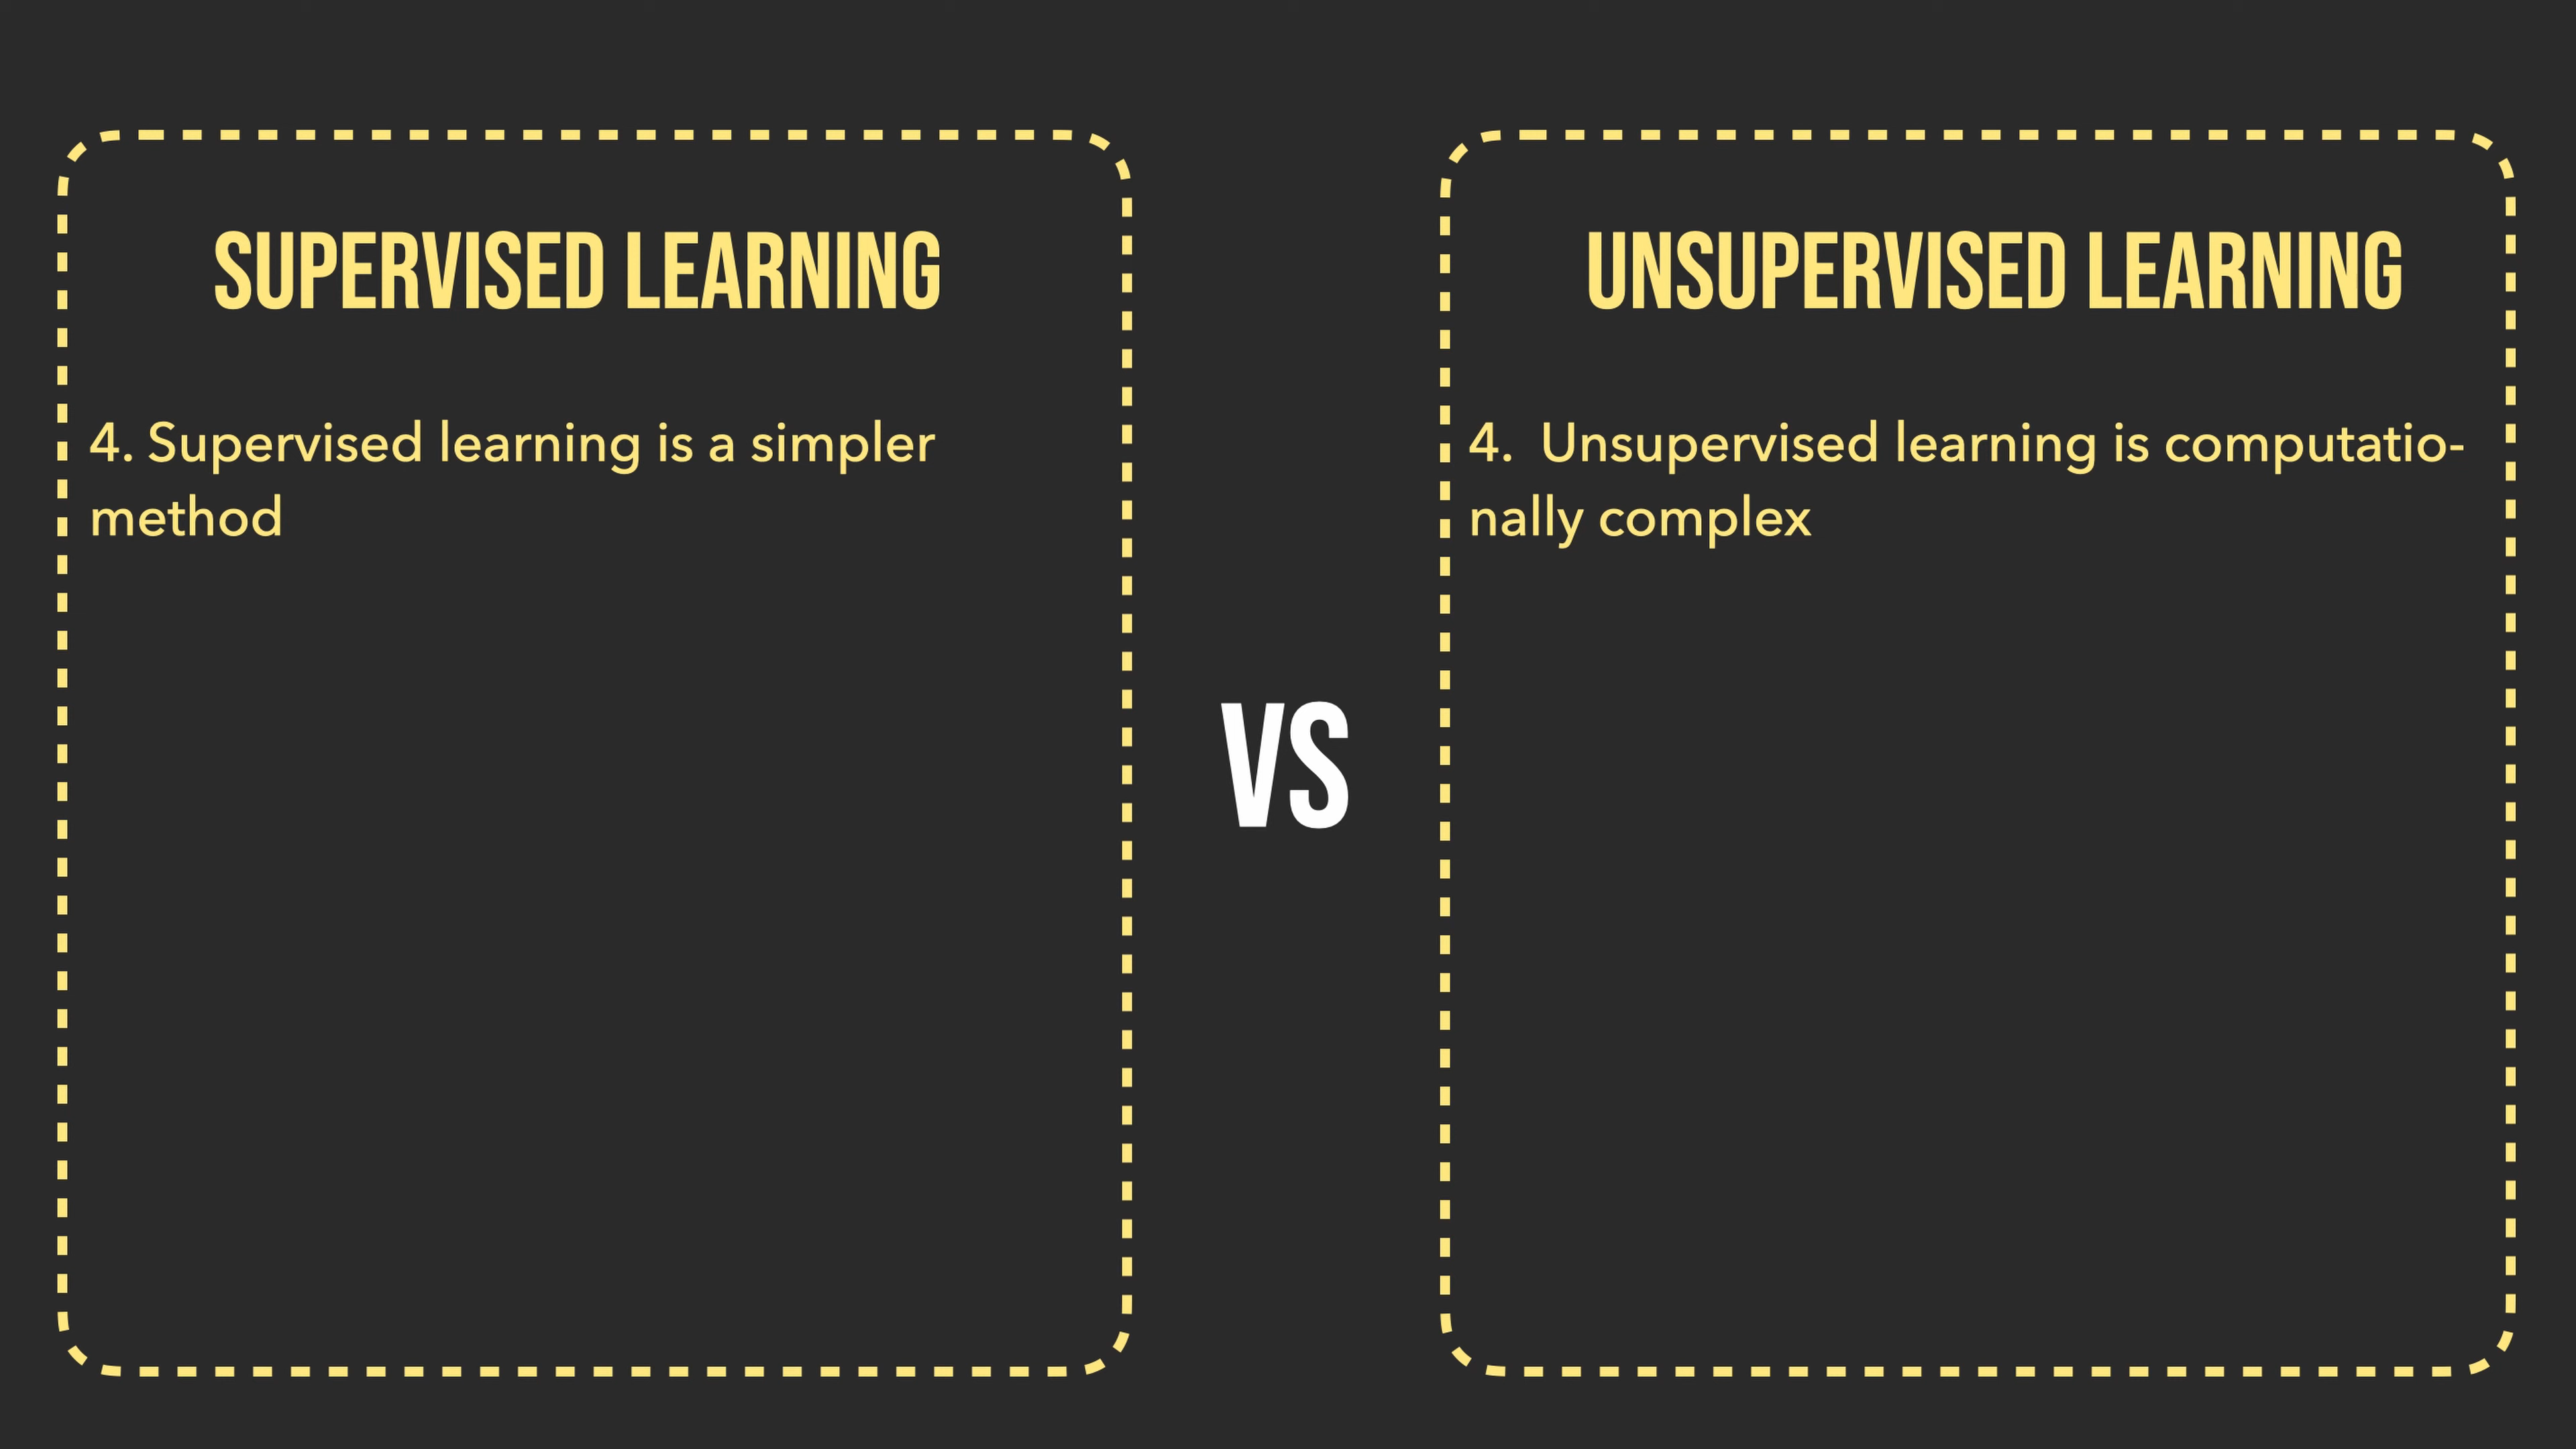 SUPERVISED LEARNING
4. Supervised learning is a simpler
method
VS
UNSUPERVISED LEARNING
4.  Unsupervised learning is computatio-
nally complex